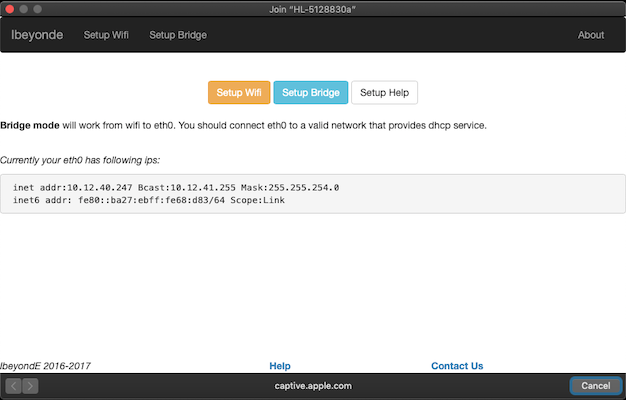 Join “HL-5128830a”
Ibeyonde Setup Wifi Setup Bridge About
Setup Wifi Setup Bridge Setup Help
Bridge mode will work from wifi to eth0. You should connect eth0 to a valid network that provides dhcp service.
Currently your eth0 has following ips:
inet addr:10.12.40.247 Bcast:10.12.41.255 Mask:255.255.254.0
inet6 addr: fe80::ba27:ebff:fe68:d83/64 Scope:Link
IbeyondE 2016-2017 Help Contact Us
captive.apple.com Cancel